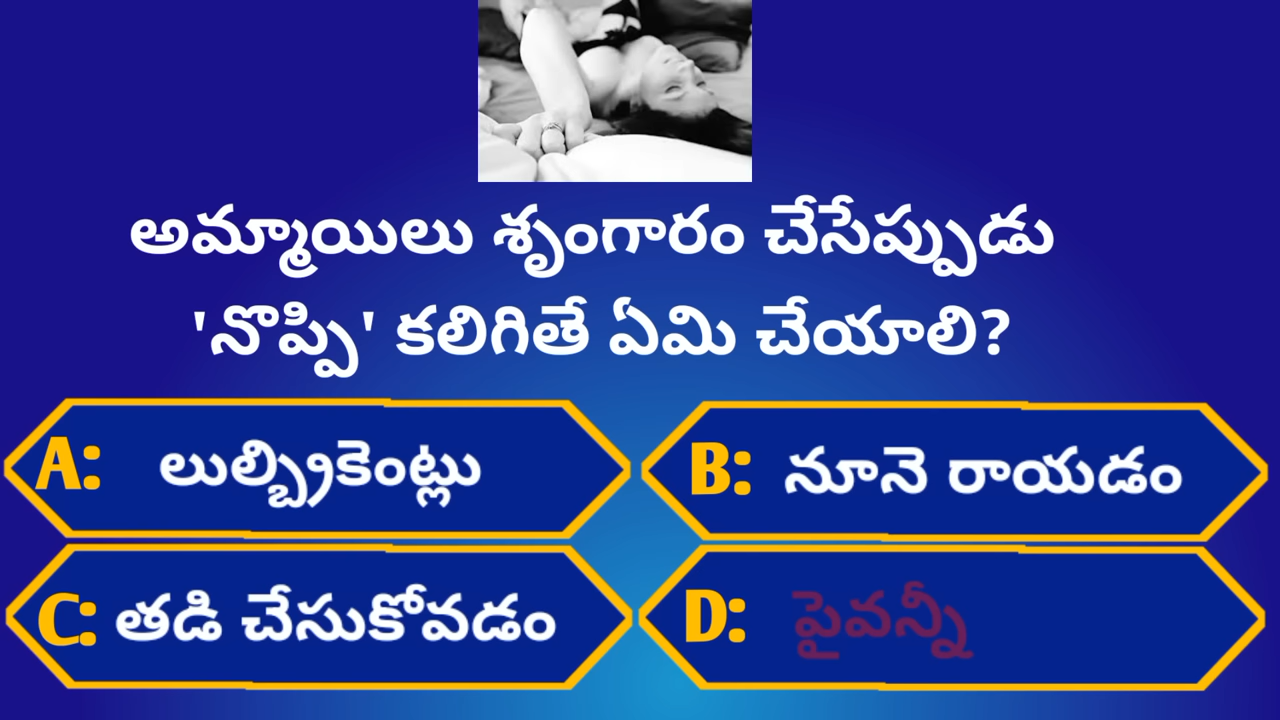 అమ్మాయిలు శృంగారం చేసేప్పుడు
'నొప్పి' కలిగితే ఏమి చేయాలి?
A: లుల్బ్రికెంట్లు
B: నూనె రాయడం
C: తడి చేసుకోవడం
D: పైవన్నీ